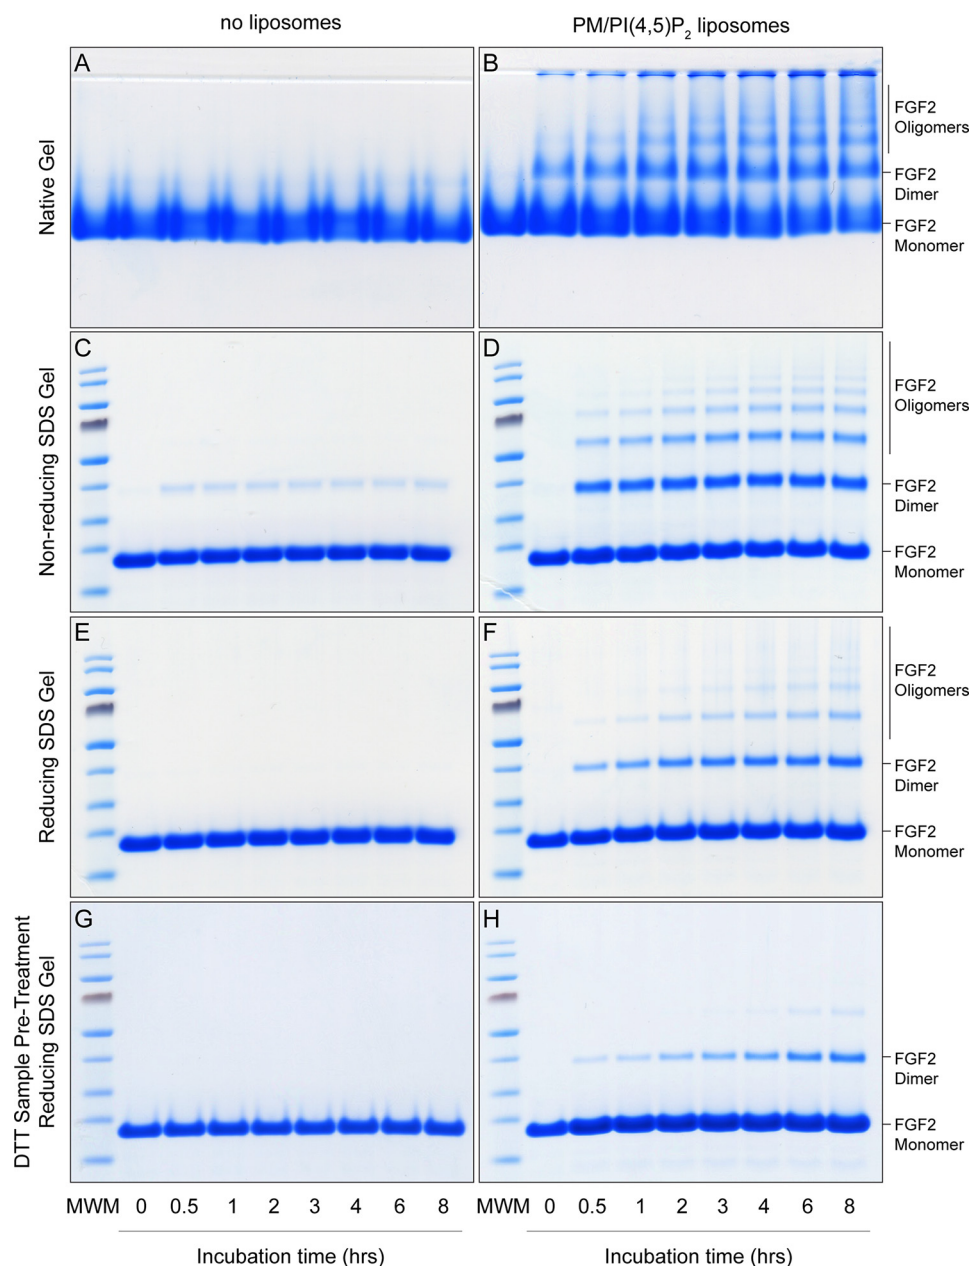 no liposomes
PM/PI(4,5)P2 liposomes
A
B
Native Gel
FGF2
Oligomers
FGF2
Dimer
FGF2
Monomer
C
D
Non-reducing SDS Gel
FGF2
Oligomers
FGF2
Dimer
FGF2
Monomer
E
F
Reducing SDS Gel
FGF2
Oligomers
FGF2
Dimer
FGF2
Monomer
G
H
DTT Sample Pre-Treatment
Reducing SDS Gel
FGF2
Dimer
FGF2
Monomer
MWM 0 0.5 1 2 3 4 6 8
MWM 0 0.5 1 2 3 4 6 8
Incubation time (hrs)
Incubation time (hrs)